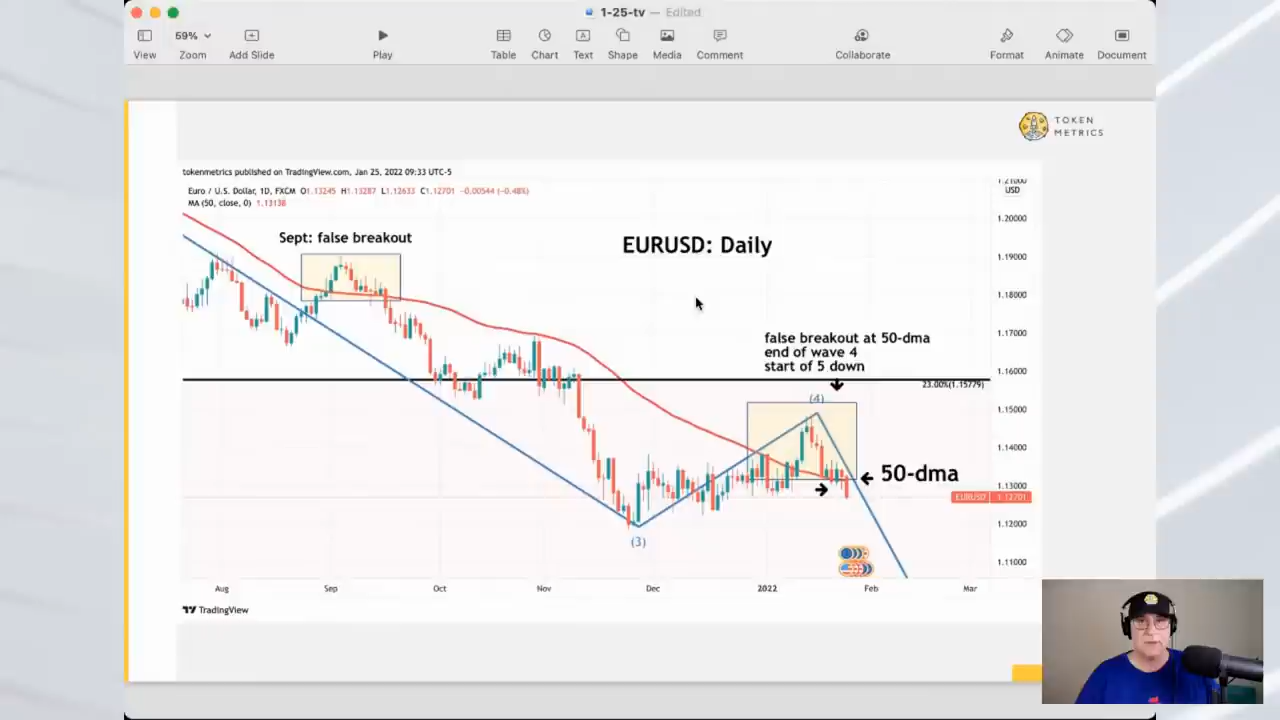 1-25-tv — Edited
59%
View
Zoom
Add Slide
Play
Table
Chart
Text
Shape
Media
Comment
Collaborate
Format
Animate
Document
TOKEN
METRICS
tokenmetrics published on TradingView.com, Jan 25, 2022 09:33 UTC-5
Euro / U.S. Dollar, 1D, FXCM O1.13245 H1.13287 L1.12633 C1.12701 -0.00544 (-0.48%)
MA (50, close, 0) 1.13138
1.21000
USD
1.20000
1.19000
1.18000
1.17000
1.16000
1.15000
1.14000
1.13000
1.12000
1.11000
Sept: false breakout
EURUSD: Daily
false breakout at 50-dma
end of wave 4
start of 5 down
23.00%(1.15779)
(4)
50-dma
EURUSD 1.12701
(3)
Aug
Sep
Oct
Nov
Dec
2022
Feb
Mar
TradingView